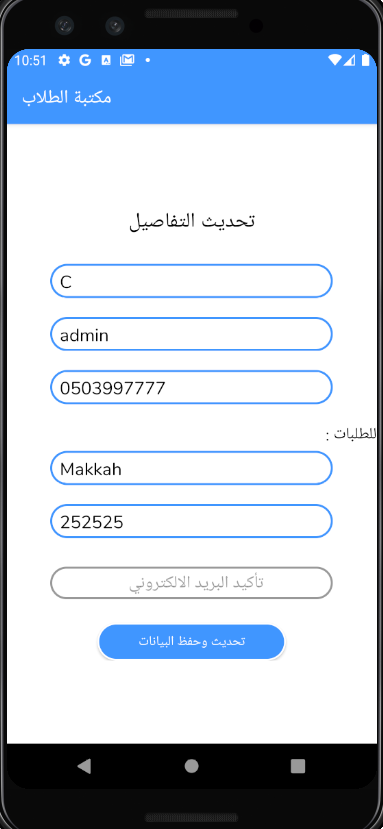 10:51
مكتبة الطلاب
تحديث التفاصيل
C
admin
0503997777
للطلبات :
Makkah
252525
تأكيد البريد الالكتروني
تحديث وحفظ البيانات